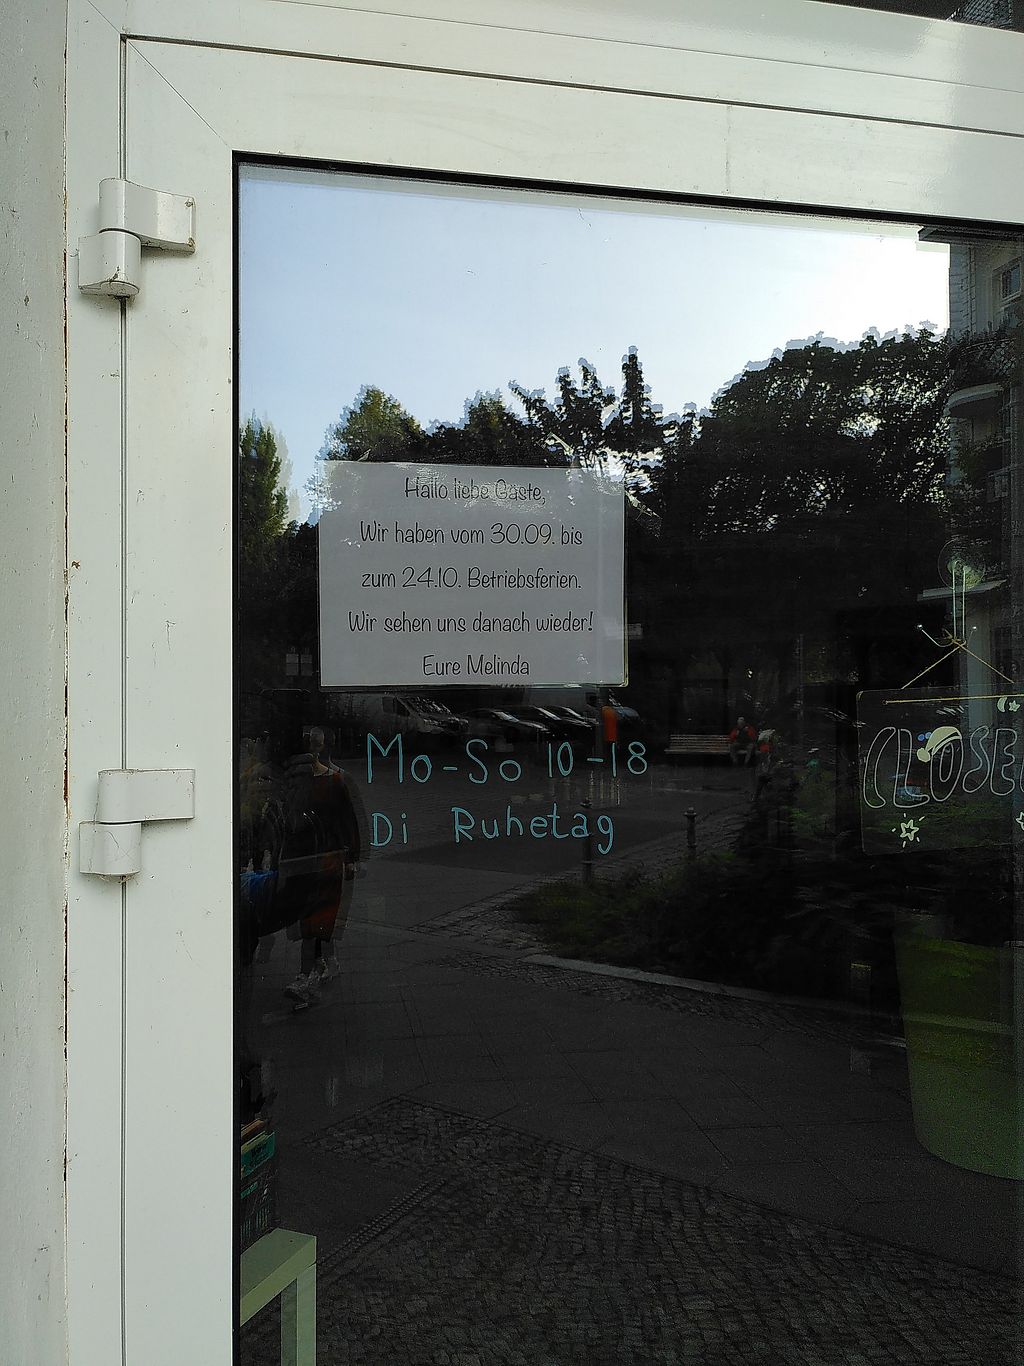 Hallo liebe Gäste,
Wir haben vom 30.09. bis
zum 24.10. Betriebsferien.
Wir sehen uns danach wieder!
Eure Melinda
Mo-So 10-18
Di Ruhetag
CLOSE